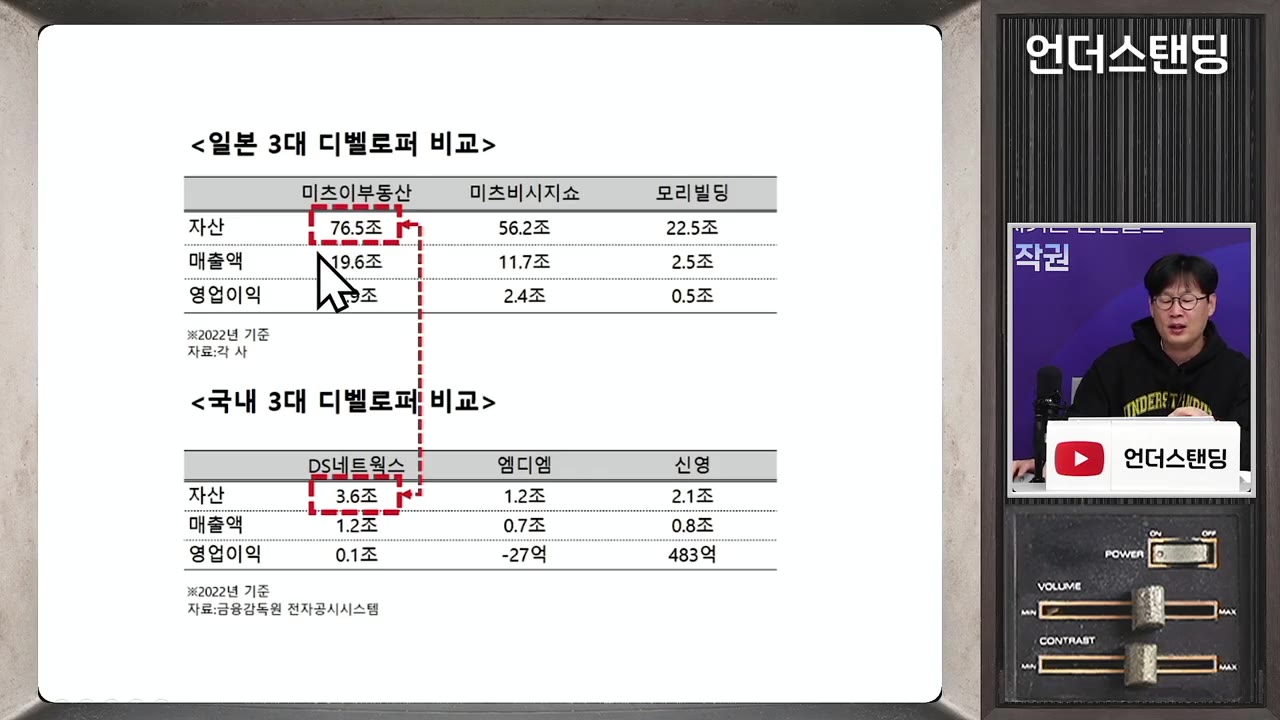 언더스탠딩
<일본 3대 디벨로퍼 비교>
미츠이부동산 미츠비시지쇼 모리빌딩
자산 76.5조 56.2조 22.5조
매출액 19.6조 11.7조 2.5조
영업이익 9조 2.4조 0.5조
※2022년 기준
자료:각 사
<국내 3대 디벨로퍼 비교>
DS네트웍스 엠디엠 신영
자산 3.6조 1.2조 2.1조
매출액 1.2조 0.7조 0.8조
영업이익 0.1조 -27억 483억
※2022년 기준
자료:금융감독원 전자공시시스템
작권
UNDERSTANDING
언더스탠딩
ON OFF
POWER
VOLUME
MIN MAX
CONTRAST
MIN MAX